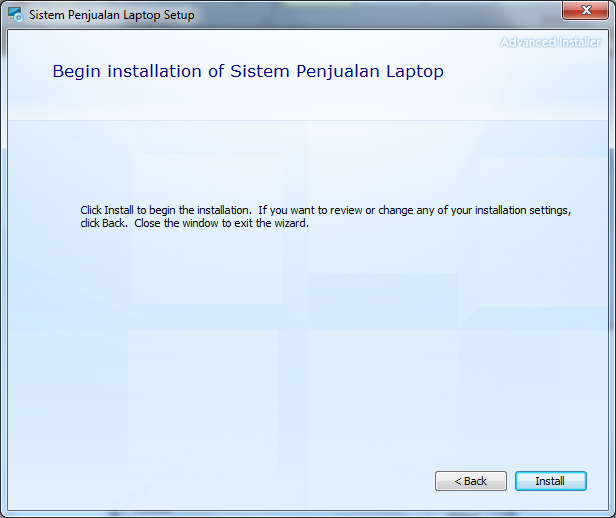 Sistem Penjualan Laptop Setup
Advanced Installer
Begin installation of Sistem Penjualan Laptop
Click Install to begin the installation. If you want to review or change any of your installation settings,
click Back. Close the window to exit the wizard.
< Back
Install